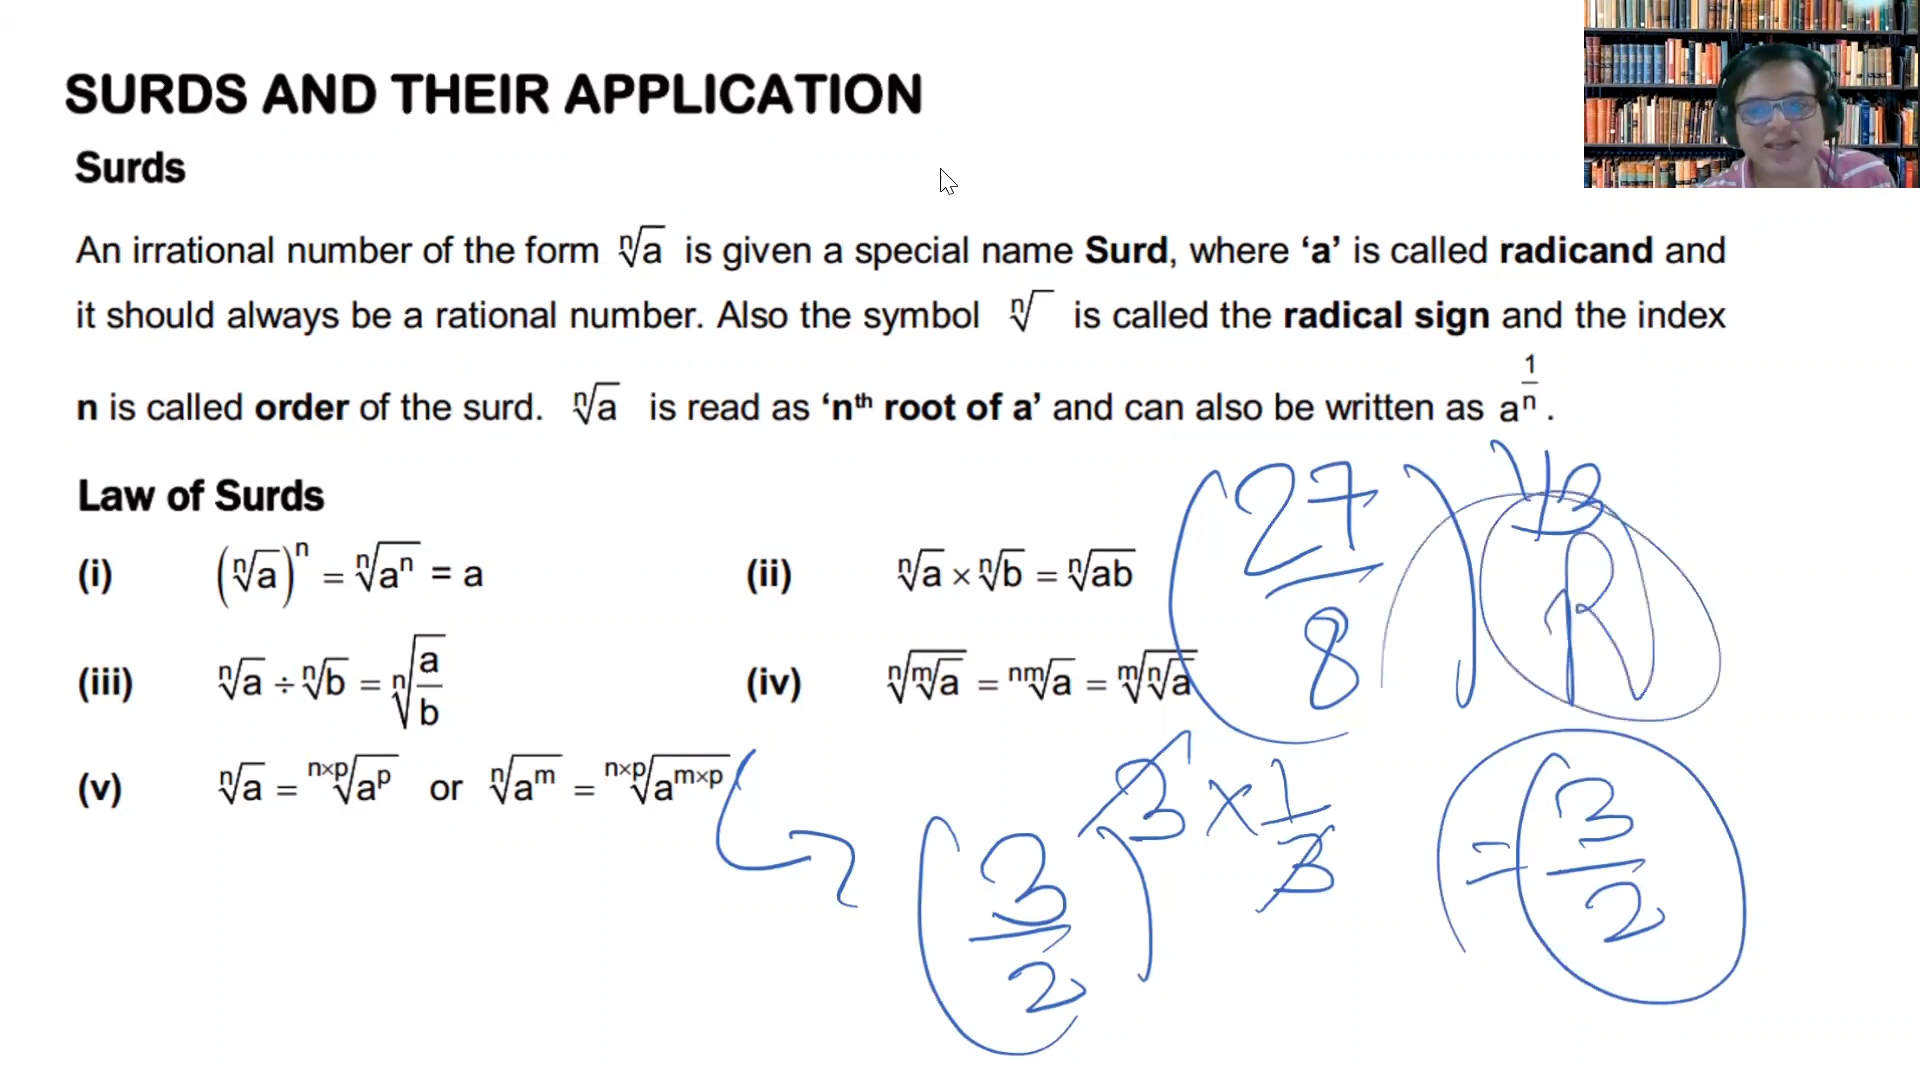 SURDS AND THEIR APPLICATION
Surds
An irrational number of the form ⁿ√a is given a special name Surd, where ‘a’ is called radicand and
it should always be a rational number. Also the symbol ⁿ√ is called the radical sign and the index
n is called order of the surd. ⁿ√a is read as ‘nᵗʰ root of a’ and can also be written as a^(1/n).
Law of Surds
(i) (ⁿ√a)ⁿ = ⁿ√(aⁿ) = a
(ii) ⁿ√a × ⁿ√b = ⁿ√(ab)
(iii) ⁿ√a ÷ ⁿ√b = ⁿ√(a/b)
(iv) ⁿ√(ᵐ√a) = ⁿᵐ√a = ᵐ√(ⁿ√a)
(v) ⁿ√a = ⁿˣᵖ√(aᵖ) or ⁿ√(aᵐ) = ⁿˣᵖ√(aᵐˣᵖ)
(27/8)^(1/3) R
(3/2)^(3 × 1/3) = (3/2)